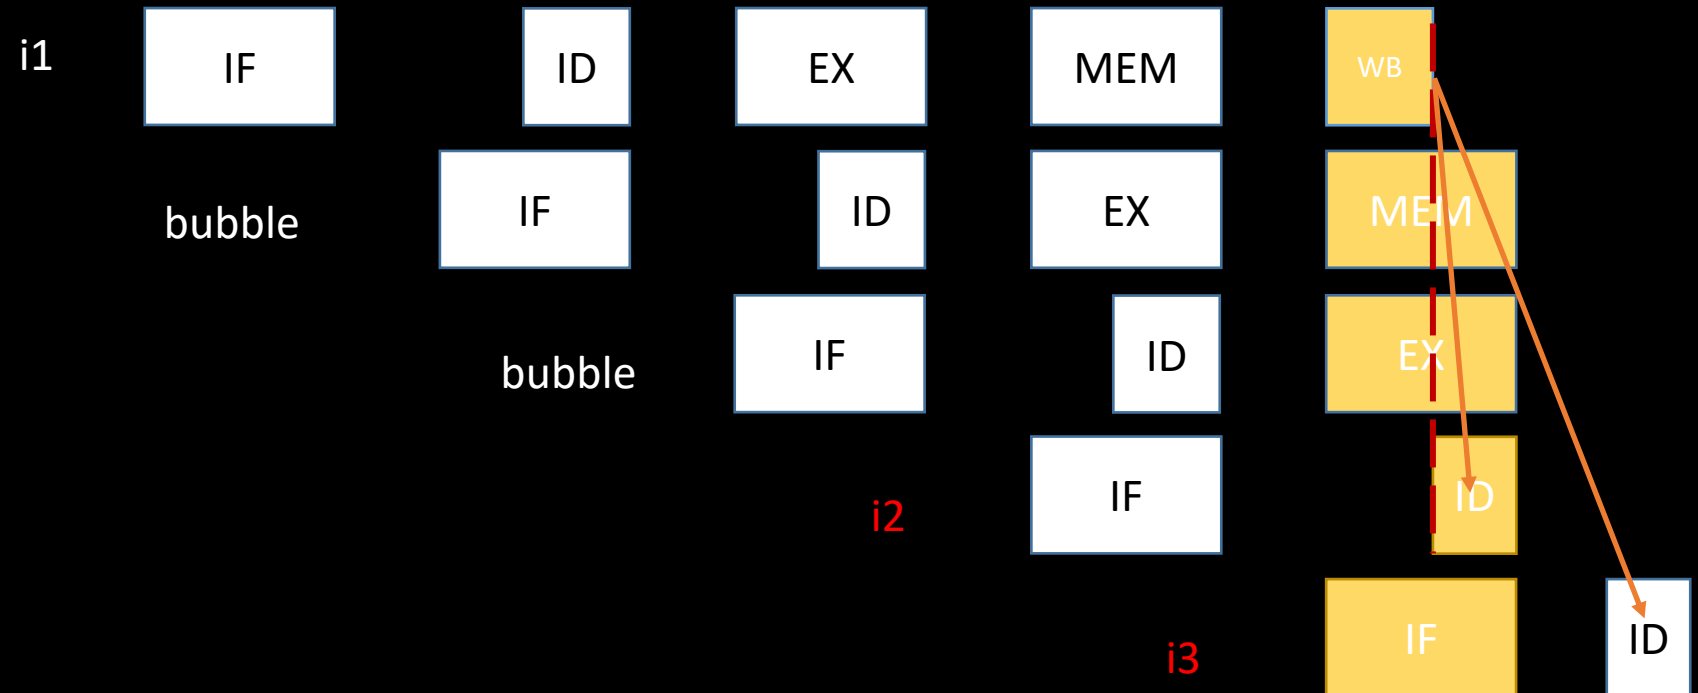 i1 IF ID EX MEM WB
bubble IF ID EX MEM
bubble IF ID EX
i2 IF ID
i3 IF ID